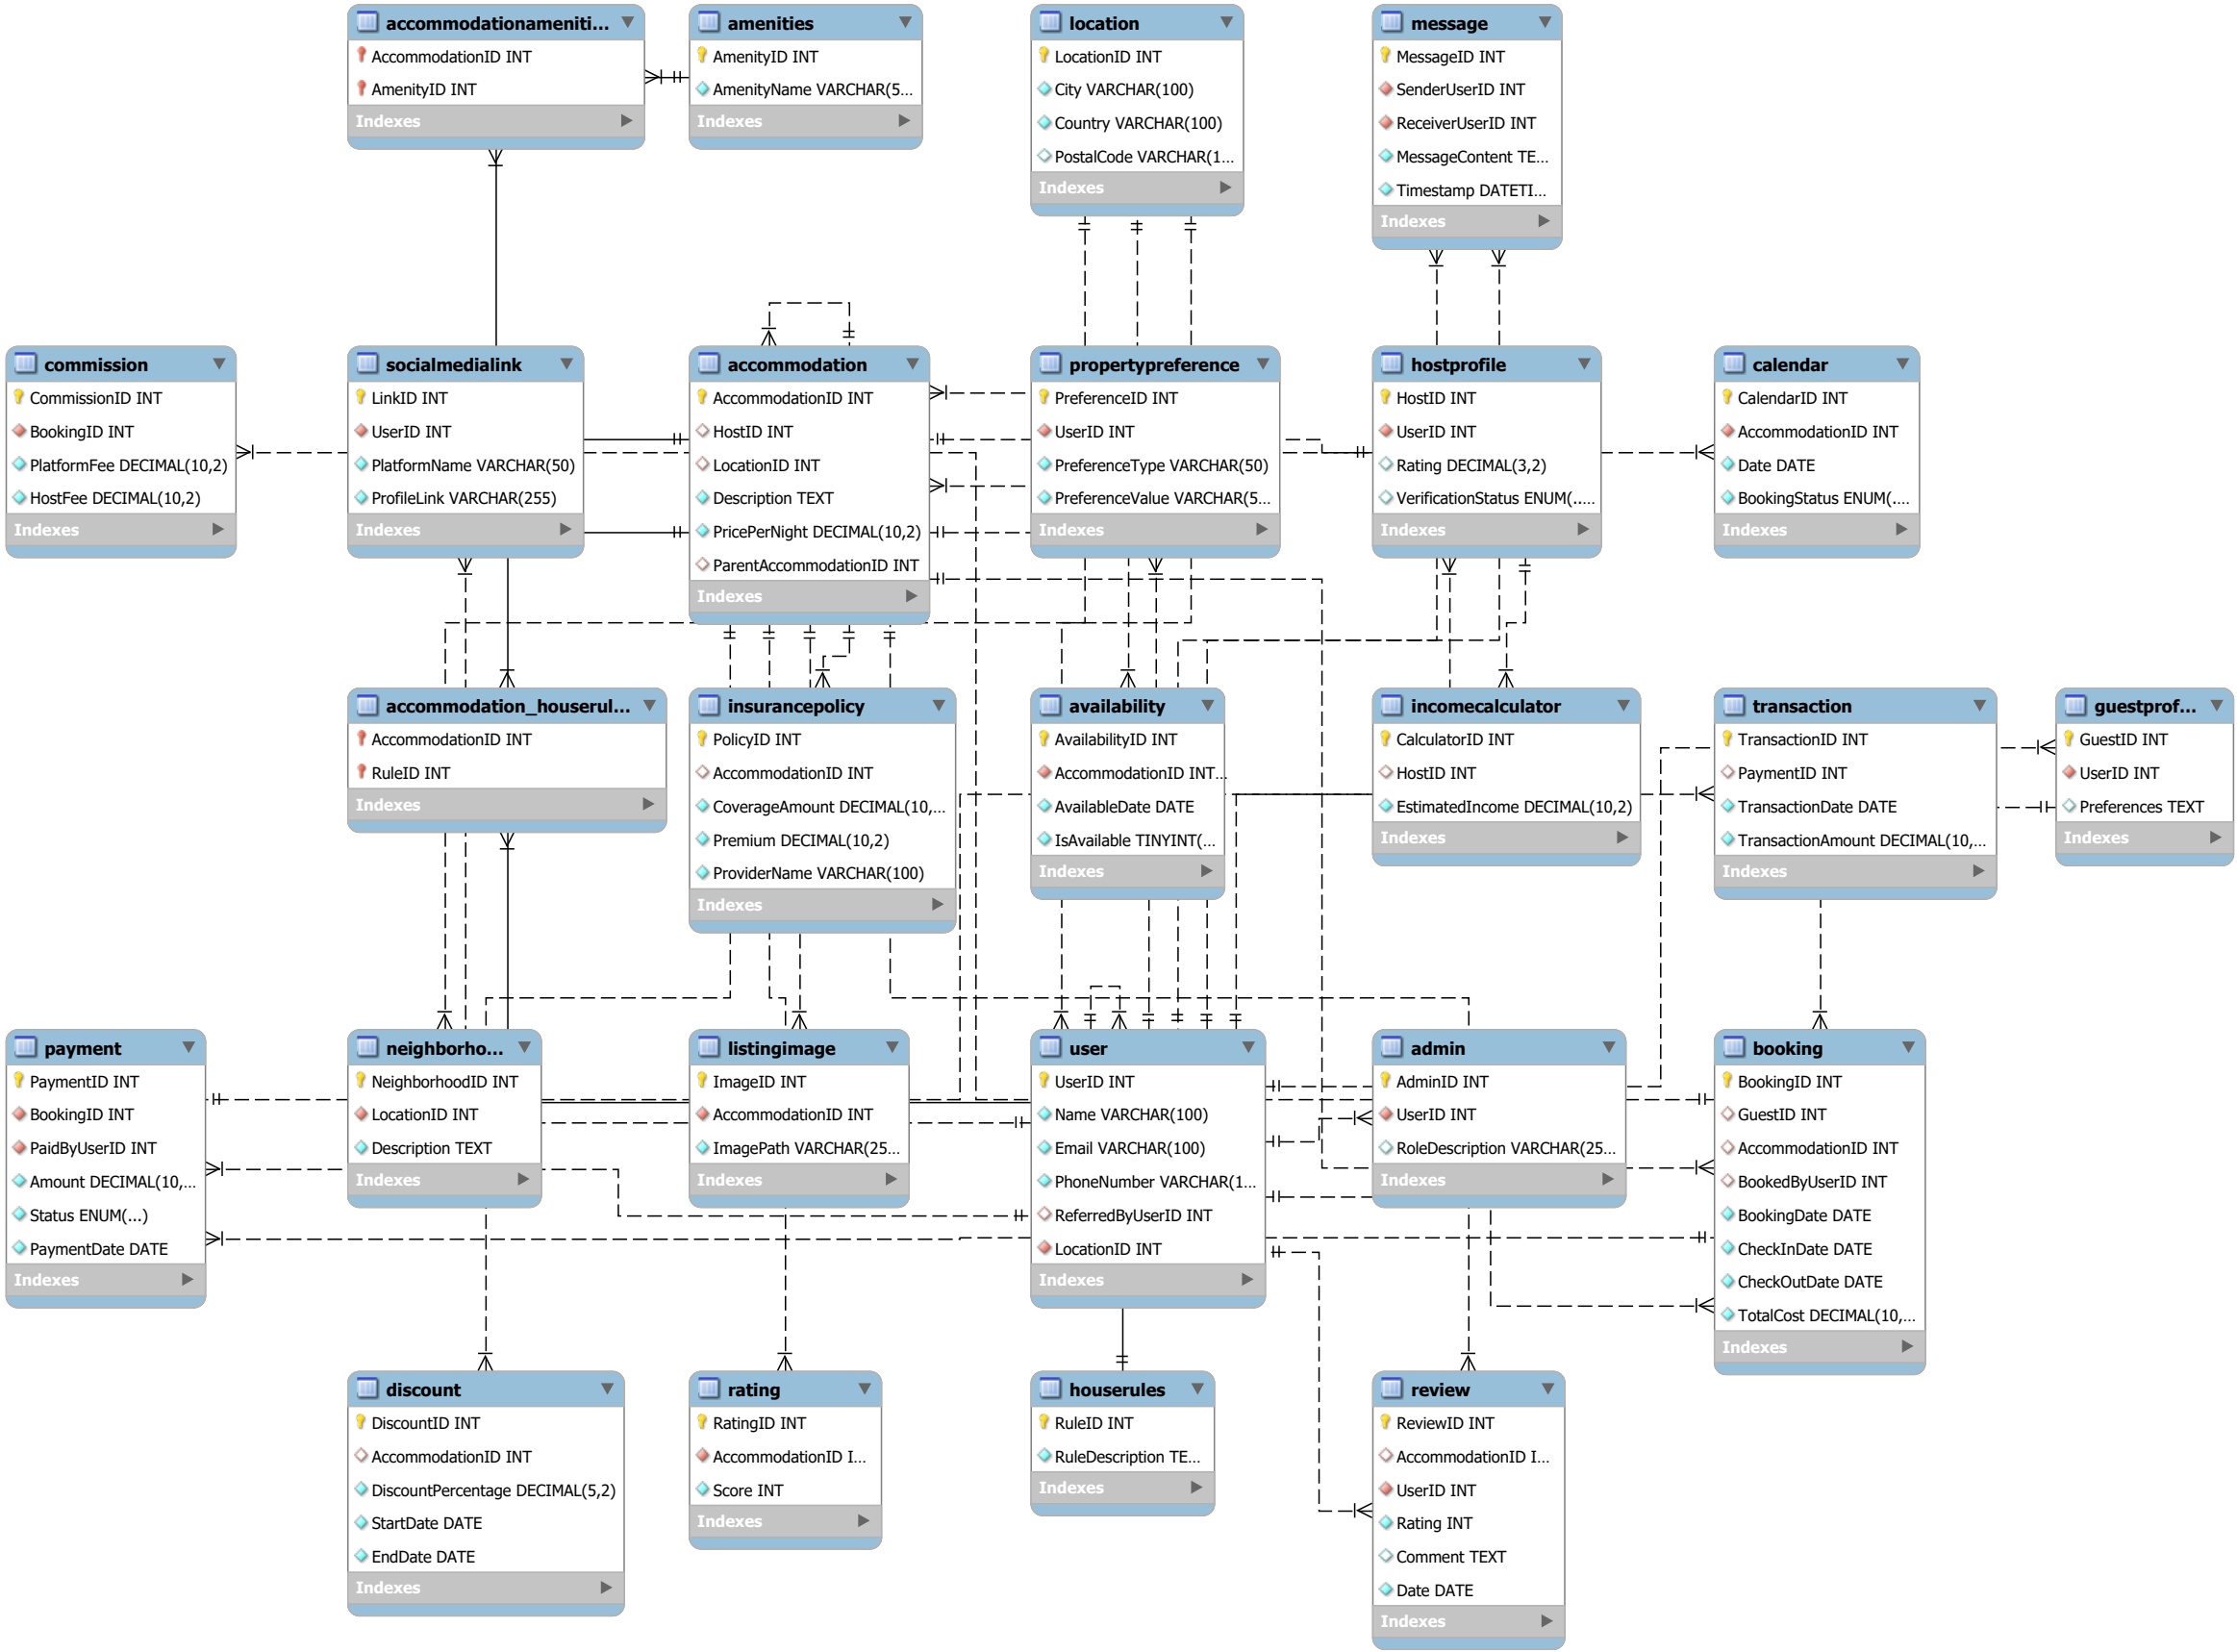 accommodationameniti...
AccommodationID INT
AmenityID INT
Indexes
amenities
AmenityID INT
AmenityName VARCHAR(5...
Indexes
location
LocationID INT
City VARCHAR(100)
Country VARCHAR(100)
PostalCode VARCHAR(1...
Indexes
message
MessageID INT
SenderUserID INT
ReceiverUserID INT
MessageContent TE...
Timestamp DATETI...
Indexes
commission
CommissionID INT
BookingID INT
PlatformFee DECIMAL(10,2)
HostFee DECIMAL(10,2)
Indexes
socialmedialink
LinkID INT
UserID INT
PlatformName VARCHAR(50)
ProfileLink VARCHAR(255)
Indexes
accommodation
AccommodationID INT
HostID INT
LocationID INT
Description TEXT
PricePerNight DECIMAL(10,2)
ParentAccommodationID INT
Indexes
propertypreference
PreferenceID INT
UserID INT
PreferenceType VARCHAR(50)
PreferenceValue VARCHAR(5...
Indexes
hostprofile
HostID INT
UserID INT
Rating DECIMAL(3,2)
VerificationStatus ENUM(.....
Indexes
calendar
CalendarID INT
AccommodationID INT
Date DATE
BookingStatus ENUM(....
Indexes
accommodation_houserul...
AccommodationID INT
RuleID INT
Indexes
insurancepolicy
PolicyID INT
AccommodationID INT
CoverageAmount DECIMAL(10,...
Premium DECIMAL(10,2)
ProviderName VARCHAR(100)
Indexes
availability
AvailabilityID INT
AccommodationID INT...
AvailableDate DATE
IsAvailable TINYINT(...
Indexes
incomecalculator
CalculatorID INT
HostID INT
EstimatedIncome DECIMAL(10,2)
Indexes
transaction
TransactionID INT
PaymentID INT
TransactionDate DATE
TransactionAmount DECIMAL(10,...
Indexes
guestprof...
GuestID INT
UserID INT
Preferences TEXT
Indexes
payment
PaymentID INT
BookingID INT
PaidByUserID INT
Amount DECIMAL(10,...
Status ENUM(...)
PaymentDate DATE
Indexes
neighborho...
NeighborhoodID INT
LocationID INT
Description TEXT
Indexes
listingimage
ImageID INT
AccommodationID INT
ImagePath VARCHAR(25...
Indexes
user
UserID INT
Name VARCHAR(100)
Email VARCHAR(100)
PhoneNumber VARCHAR(1...
ReferredByUserID INT
LocationID INT
Indexes
admin
AdminID INT
UserID INT
RoleDescription VARCHAR(25...
Indexes
booking
BookingID INT
GuestID INT
AccommodationID INT
BookedByUserID INT
BookingDate DATE
CheckInDate DATE
CheckOutDate DATE
TotalCost DECIMAL(10,...
Indexes
discount
DiscountID INT
AccommodationID INT
DiscountPercentage DECIMAL(5,2)
StartDate DATE
EndDate DATE
Indexes
rating
RatingID INT
AccommodationID I...
Score INT
Indexes
houserules
RuleID INT
RuleDescription TE...
Indexes
review
ReviewID INT
AccommodationID I...
UserID INT
Rating INT
Comment TEXT
Date DATE
Indexes